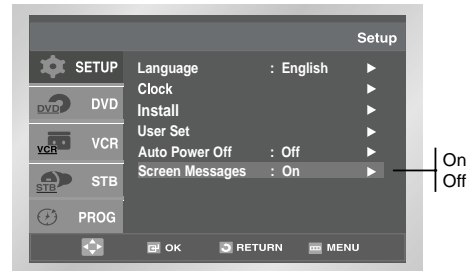 Setup
SETUP
DVD DVD
VCR VCR
STB STB
PROG
Language : English
Clock
Install
User Set
Auto Power Off : Off
Screen Messages : On
On
Off
OK RETURN MENU